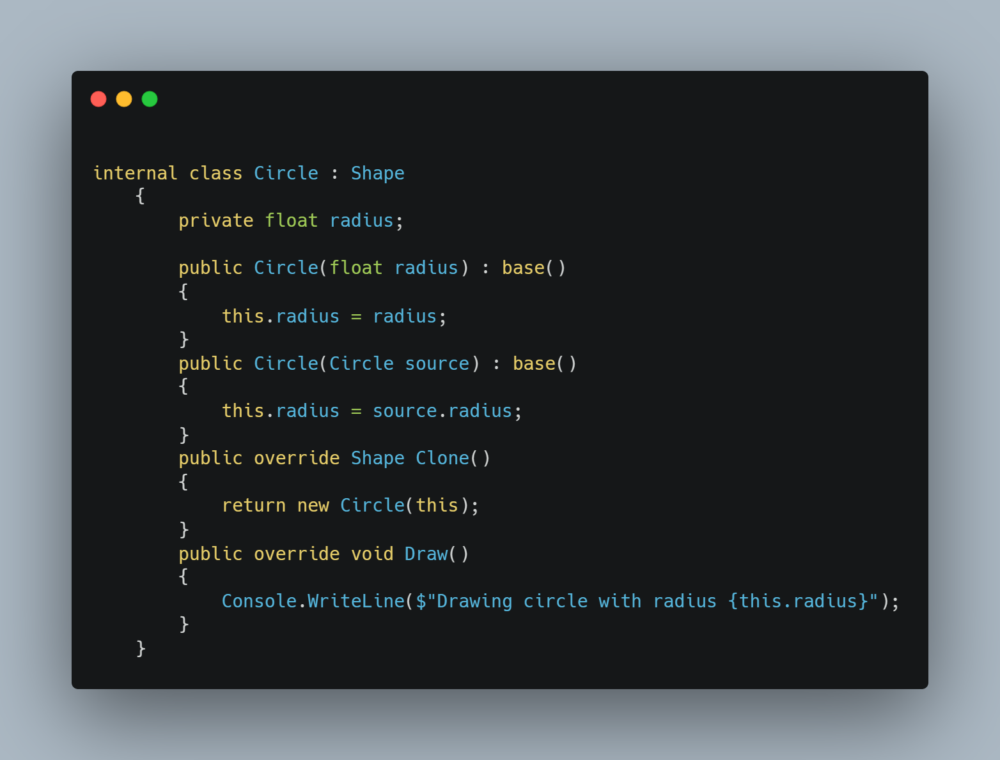 internal class Circle : Shape
    {
        private float radius;

        public Circle(float radius) : base()
        {
            this.radius = radius;
        }
        public Circle(Circle source) : base()
        {
            this.radius = source.radius;
        }
        public override Shape Clone()
        {
            return new Circle(this);
        }
        public override void Draw()
        {
            Console.WriteLine($"Drawing circle with radius {this.radius}");
        }
    }